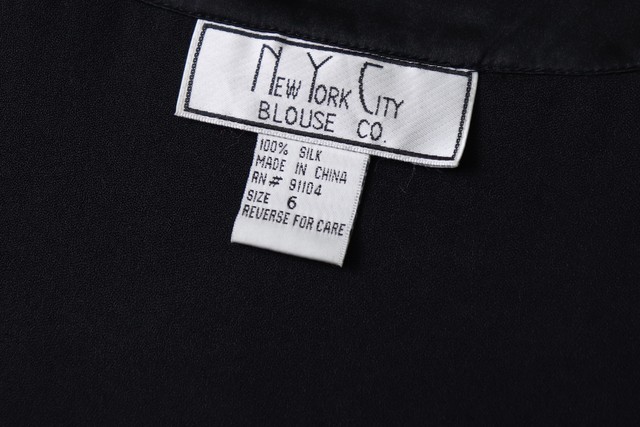 New York City
BLOUSE CO.
100% SILK
MADE IN CHINA
RN# 91104
SIZE 6
REVERSE FOR CARE